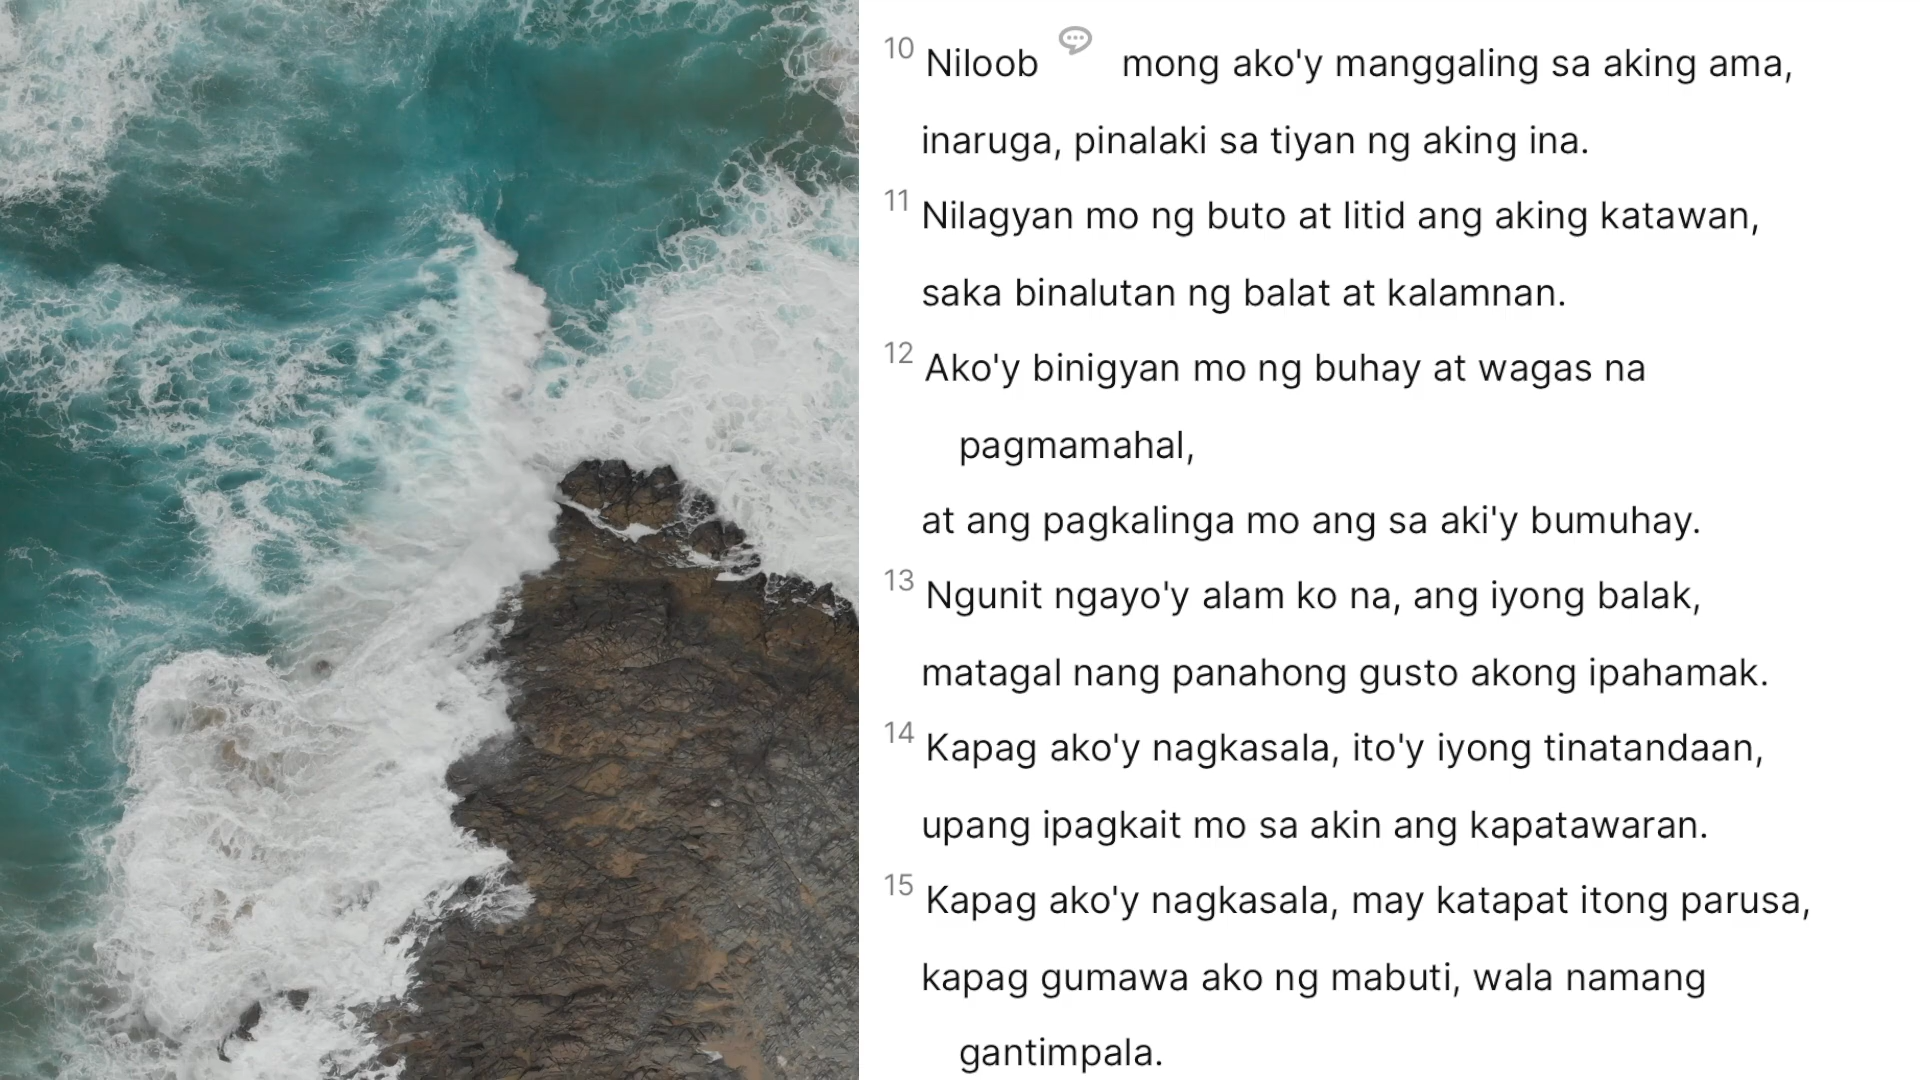 10 Niloob mong ako'y manggaling sa aking ama,
inaruga, pinalaki sa tiyan ng aking ina.
11 Nilagyan mo ng buto at litid ang aking katawan,
saka binalutan ng balat at kalamnan.
12 Ako'y binigyan mo ng buhay at wagas na
pagmamahal,
at ang pagkalinga mo ang sa aki'y bumuhay.
13 Ngunit ngayo'y alam ko na, ang iyong balak,
matagal nang panahong gusto akong ipahamak.
14 Kapag ako'y nagkasala, ito'y iyong tinatandaan,
upang ipagkait mo sa akin ang kapatawaran.
15 Kapag ako'y nagkasala, may katapat itong parusa,
kapag gumawa ako ng mabuti, wala namang
gantimpala.